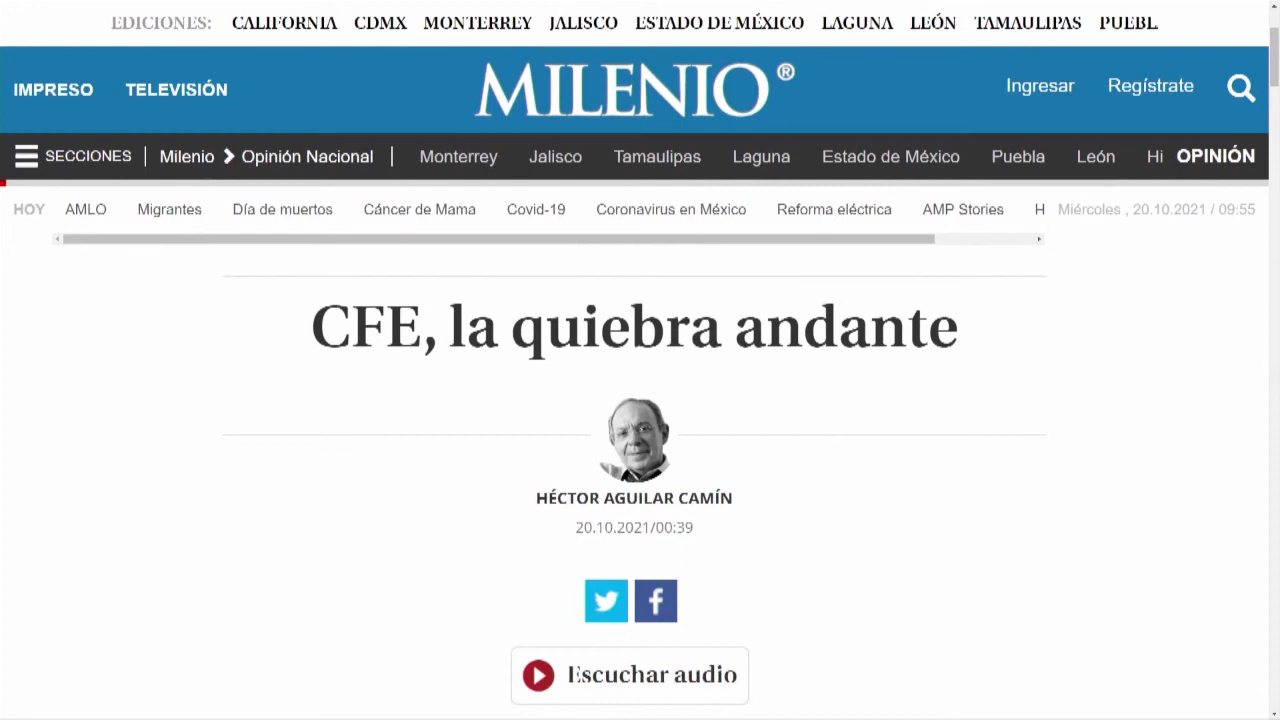 EDICIONES: CALIFORNIA CDMX MONTERREY JALISCO ESTADO DE MÉXICO LAGUNA LEÓN TAMAULIPAS PUEBL
IMPRESO TELEVISIÓN MILENIO® Ingresar Regístrate
SECCIONES Milenio Opinión Nacional Monterrey Jalisco Tamaulipas Laguna Estado de México Puebla León Hi OPINIÓN
HOY AMLO Migrantes Día de muertos Cáncer de Mama Covid-19 Coronavirus en México Reforma eléctrica AMP Stories H Miércoles , 20.10.2021 / 09:55
CFE, la quiebra andante
HÉCTOR AGUILAR CAMÍN
20.10.2021/00:39
Escuchar audio